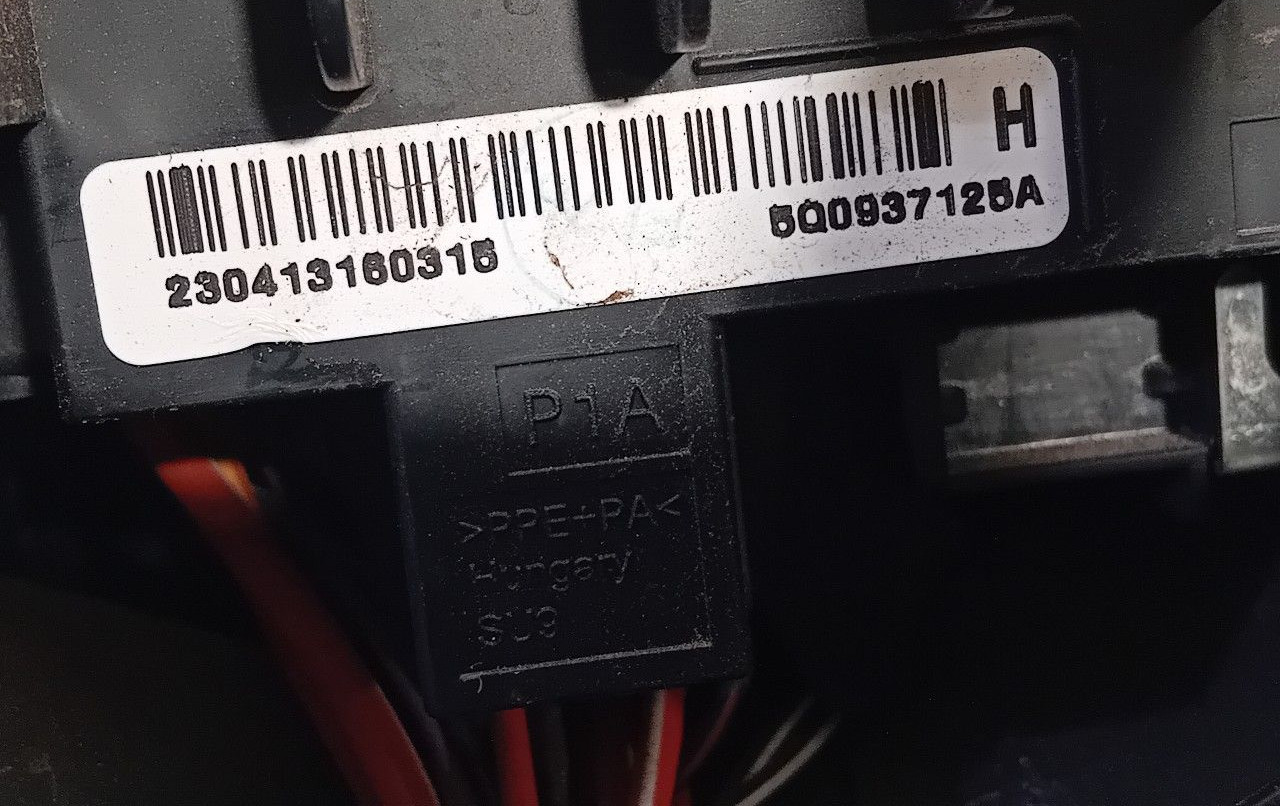 H
230413160315
5Q0937125A
P1A
>PPE+PA<
Hungary
SU9